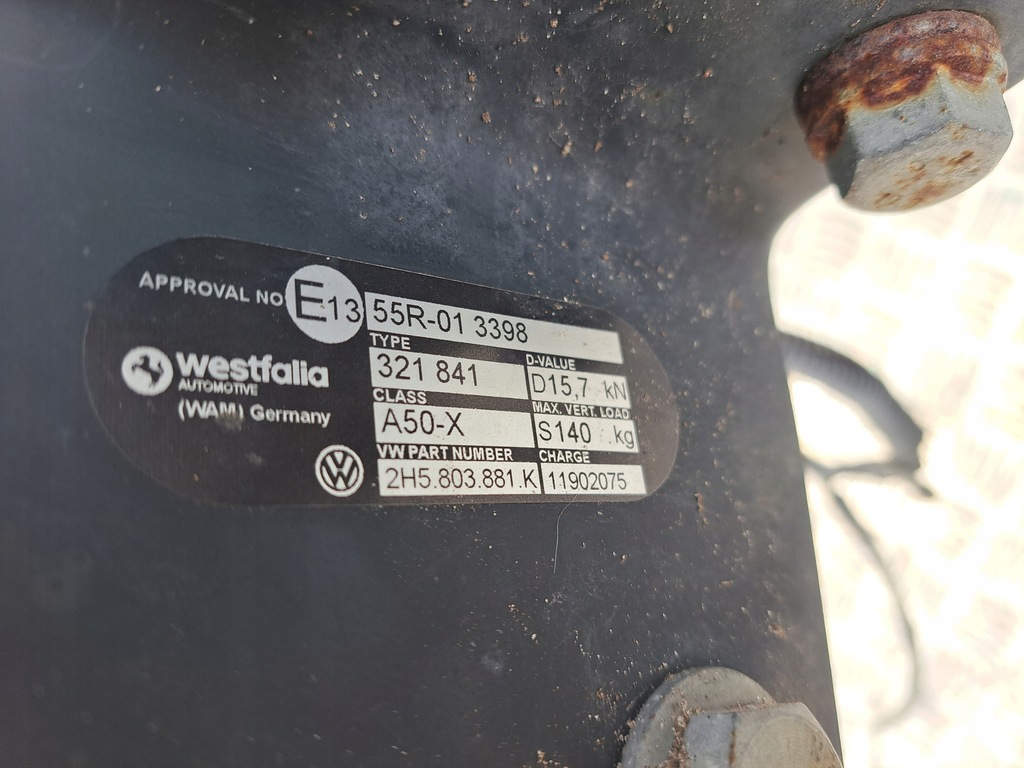 APPROVAL NO E13 55R-01 3398
TYPE
321 841
D-VALUE
D15,7 kN
Westfalia
AUTOMOTIVE
(WAM) Germany
CLASS
A50-X
MAX. VERT. LOAD
S140 kg
VW PART NUMBER
2H5.803.881.K
CHARGE
11902075
VW